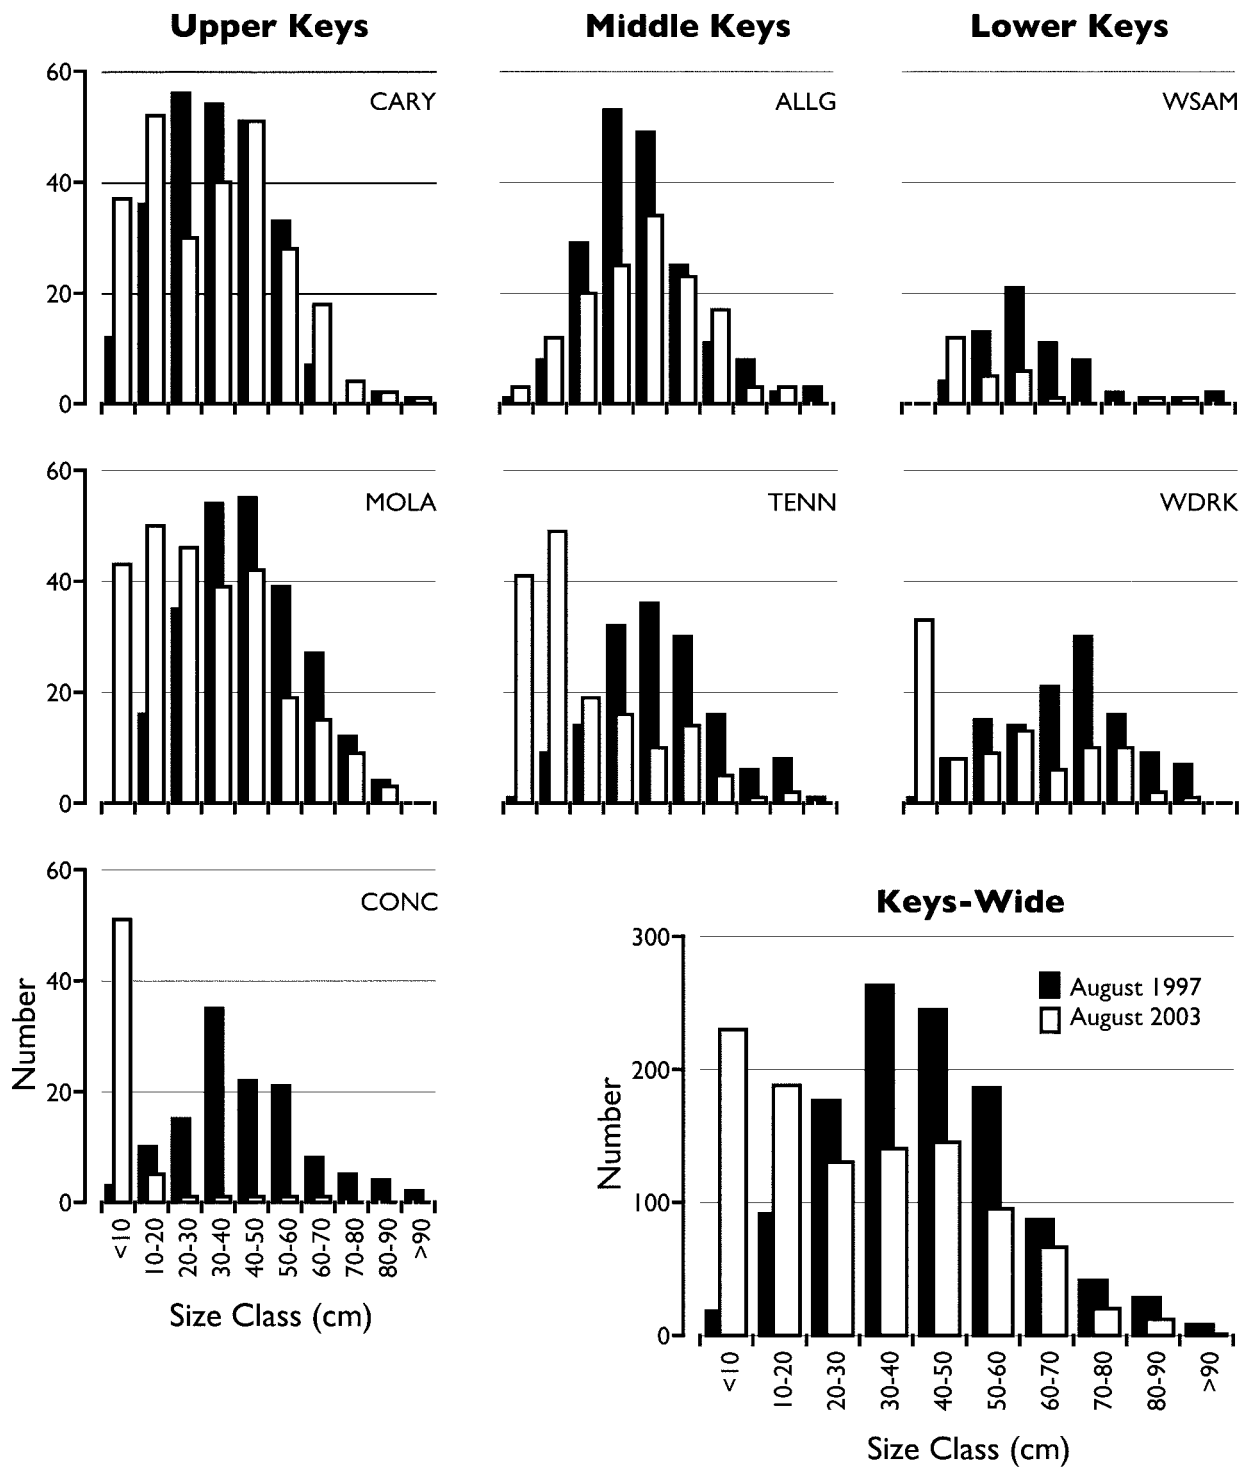 Upper Keys
Middle Keys
Lower Keys
60
40
20
0
CARY
ALLG
WSAM
60
40
20
0
MOLA
TENN
WDRK
60
40
20
0
CONC
Number
<10
10-20
20-30
30-40
40-50
50-60
60-70
70-80
80-90
>90
Size Class (cm)
Keys-Wide
300
200
100
0
Number
August 1997
August 2003
<10
10-20
20-30
30-40
40-50
50-60
60-70
70-80
80-90
>90
Size Class (cm)